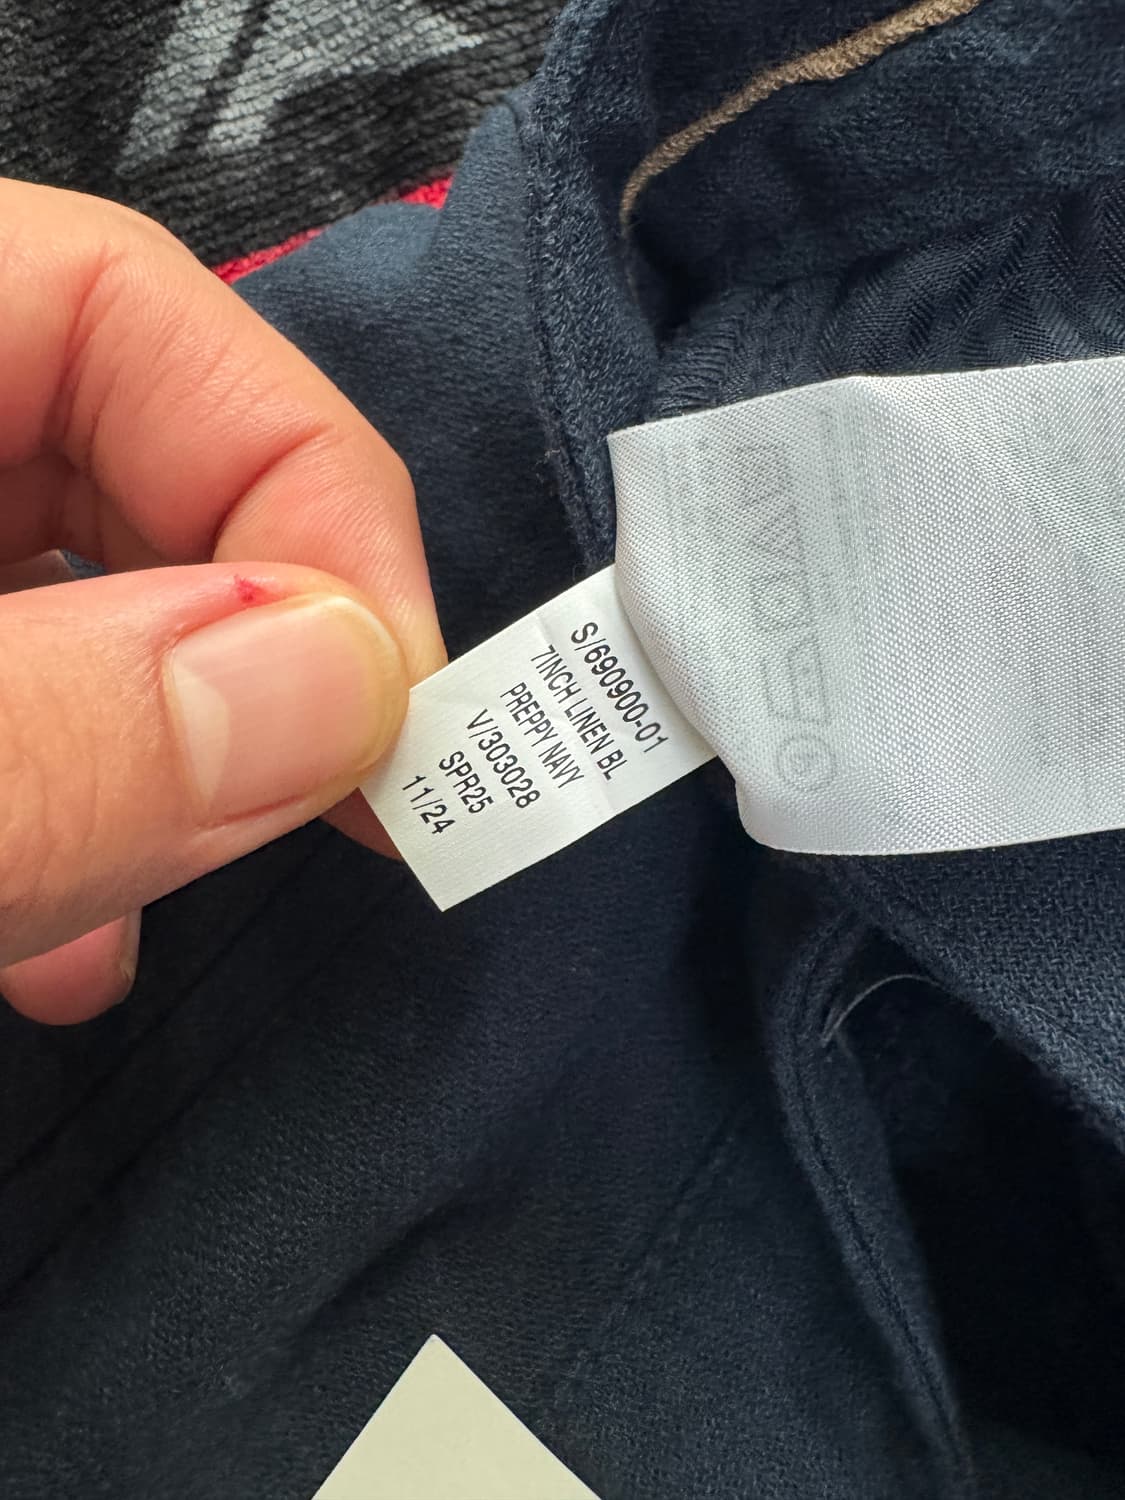 S/690900-01
7INCH LINEN BL
PREPPY NAVY
V/303028
SPR25
11/24